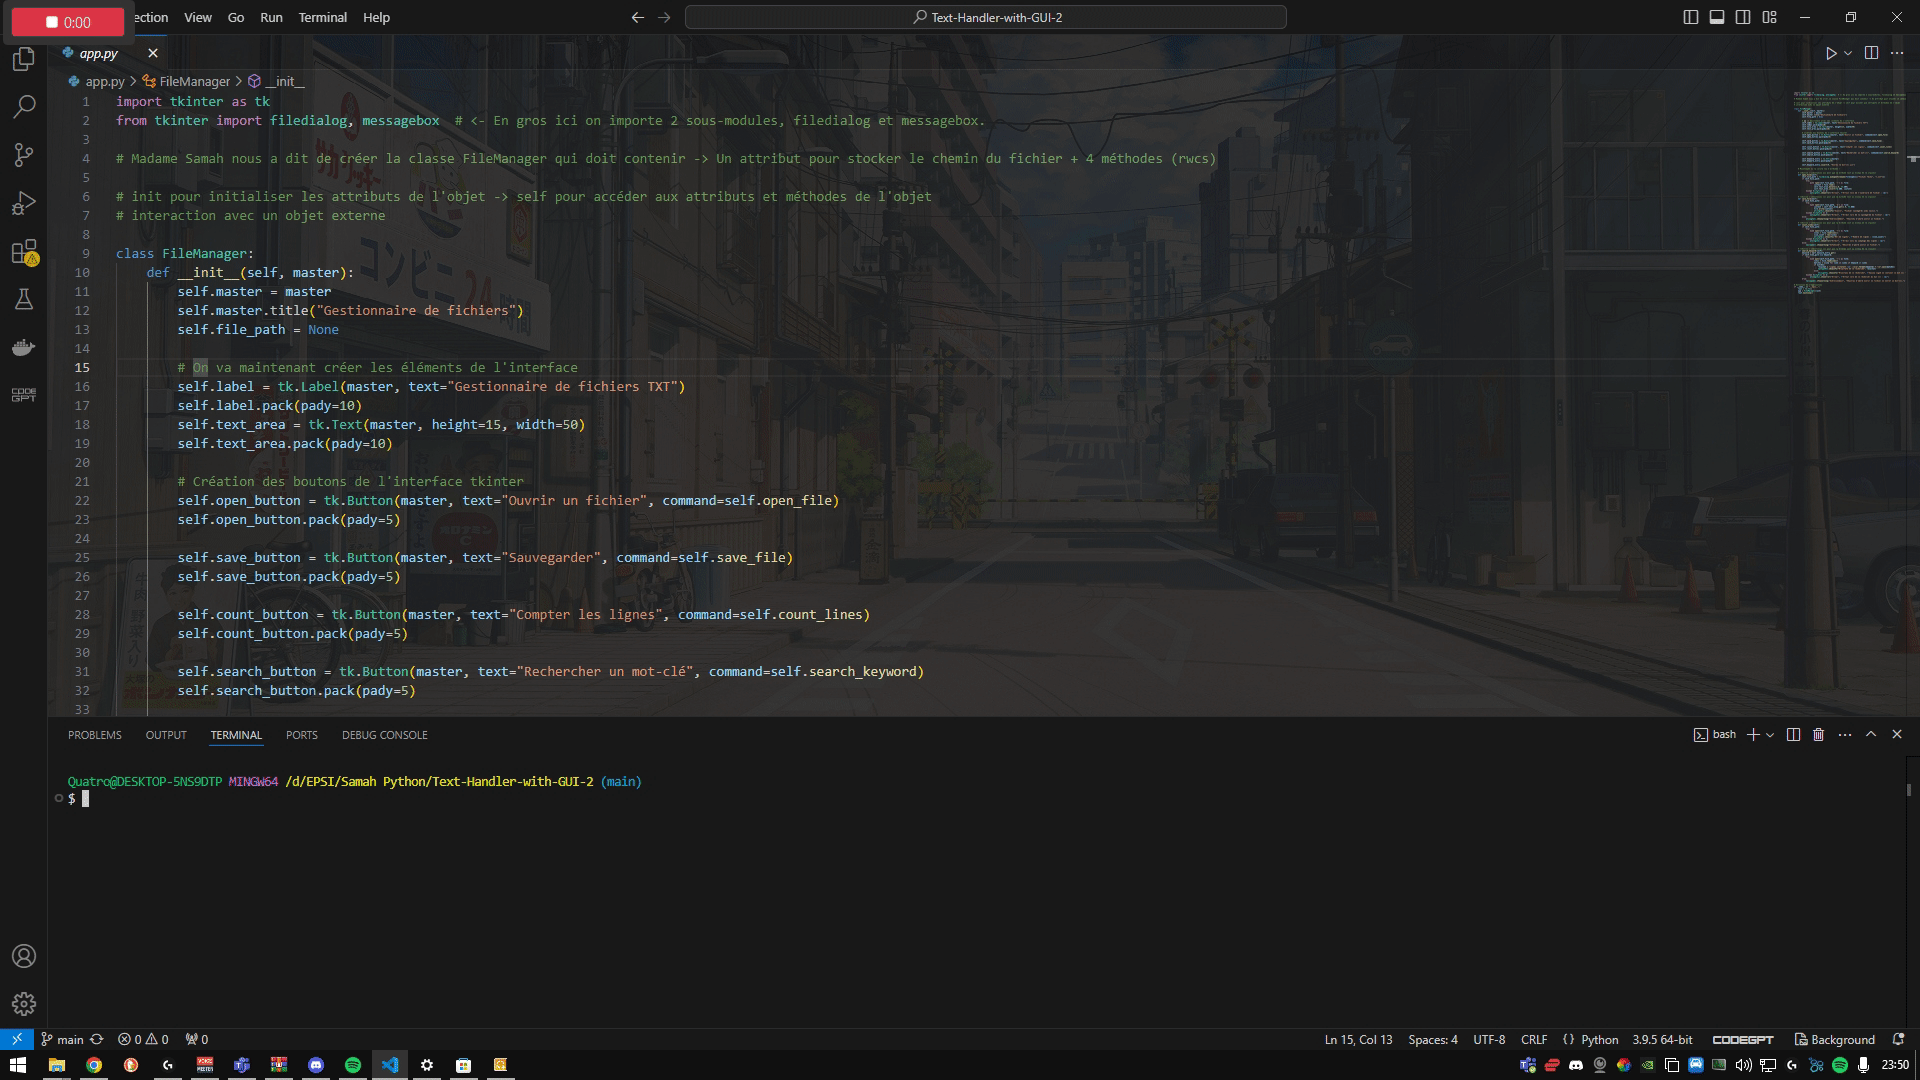 0:00
ection View Go Run Terminal Help
Text-Handler-with-GUI-2
app.py
app.py > FileManager > __init__
1 import tkinter as tk
2 from tkinter import filedialog, messagebox  # <- En gros ici on importe 2 sous-modules, filedialog et messagebox.
3
4 # Madame Samah nous a dit de créer la classe FileManager qui doit contenir -> Un attribut pour stocker le chemin du fichier + 4 méthodes (rwcs)
5
6 # init pour initialiser les attributs de l'objet -> self pour accéder aux attributs et méthodes de l'objet
7 # interaction avec un objet externe
8
9 class FileManager:
10     def __init__(self, master):
11         self.master = master
12         self.master.title("Gestionnaire de fichiers")
13         self.file_path = None
14
15         # On va maintenant créer les éléments de l'interface
16         self.label = tk.Label(master, text="Gestionnaire de fichiers TXT")
17         self.label.pack(pady=10)
18         self.text_area = tk.Text(master, height=15, width=50)
19         self.text_area.pack(pady=10)
20
21         # Création des boutons de l'interface tkinter
22         self.open_button = tk.Button(master, text="Ouvrir un fichier", command=self.open_file)
23         self.open_button.pack(pady=5)
24
25         self.save_button = tk.Button(master, text="Sauvegarder", command=self.save_file)
26         self.save_button.pack(pady=5)
27
28         self.count_button = tk.Button(master, text="Compter les lignes", command=self.count_lines)
29         self.count_button.pack(pady=5)
30
31         self.search_button = tk.Button(master, text="Rechercher un mot-clé", command=self.search_keyword)
32         self.search_button.pack(pady=5)
33
CODE
GPT
コンビニ
PROBLEMS OUTPUT TERMINAL PORTS DEBUG CONSOLE
bash
Quatro@DESKTOP-5NS9DTP MINGW64 /d/EPSI/Samah Python/Text-Handler-with-GUI-2 (main)
$
main 0 0 0
Ln 15, Col 13 Spaces: 4 UTF-8 CRLF {} Python 3.9.5 64-bit CODEGPT Background
23:50